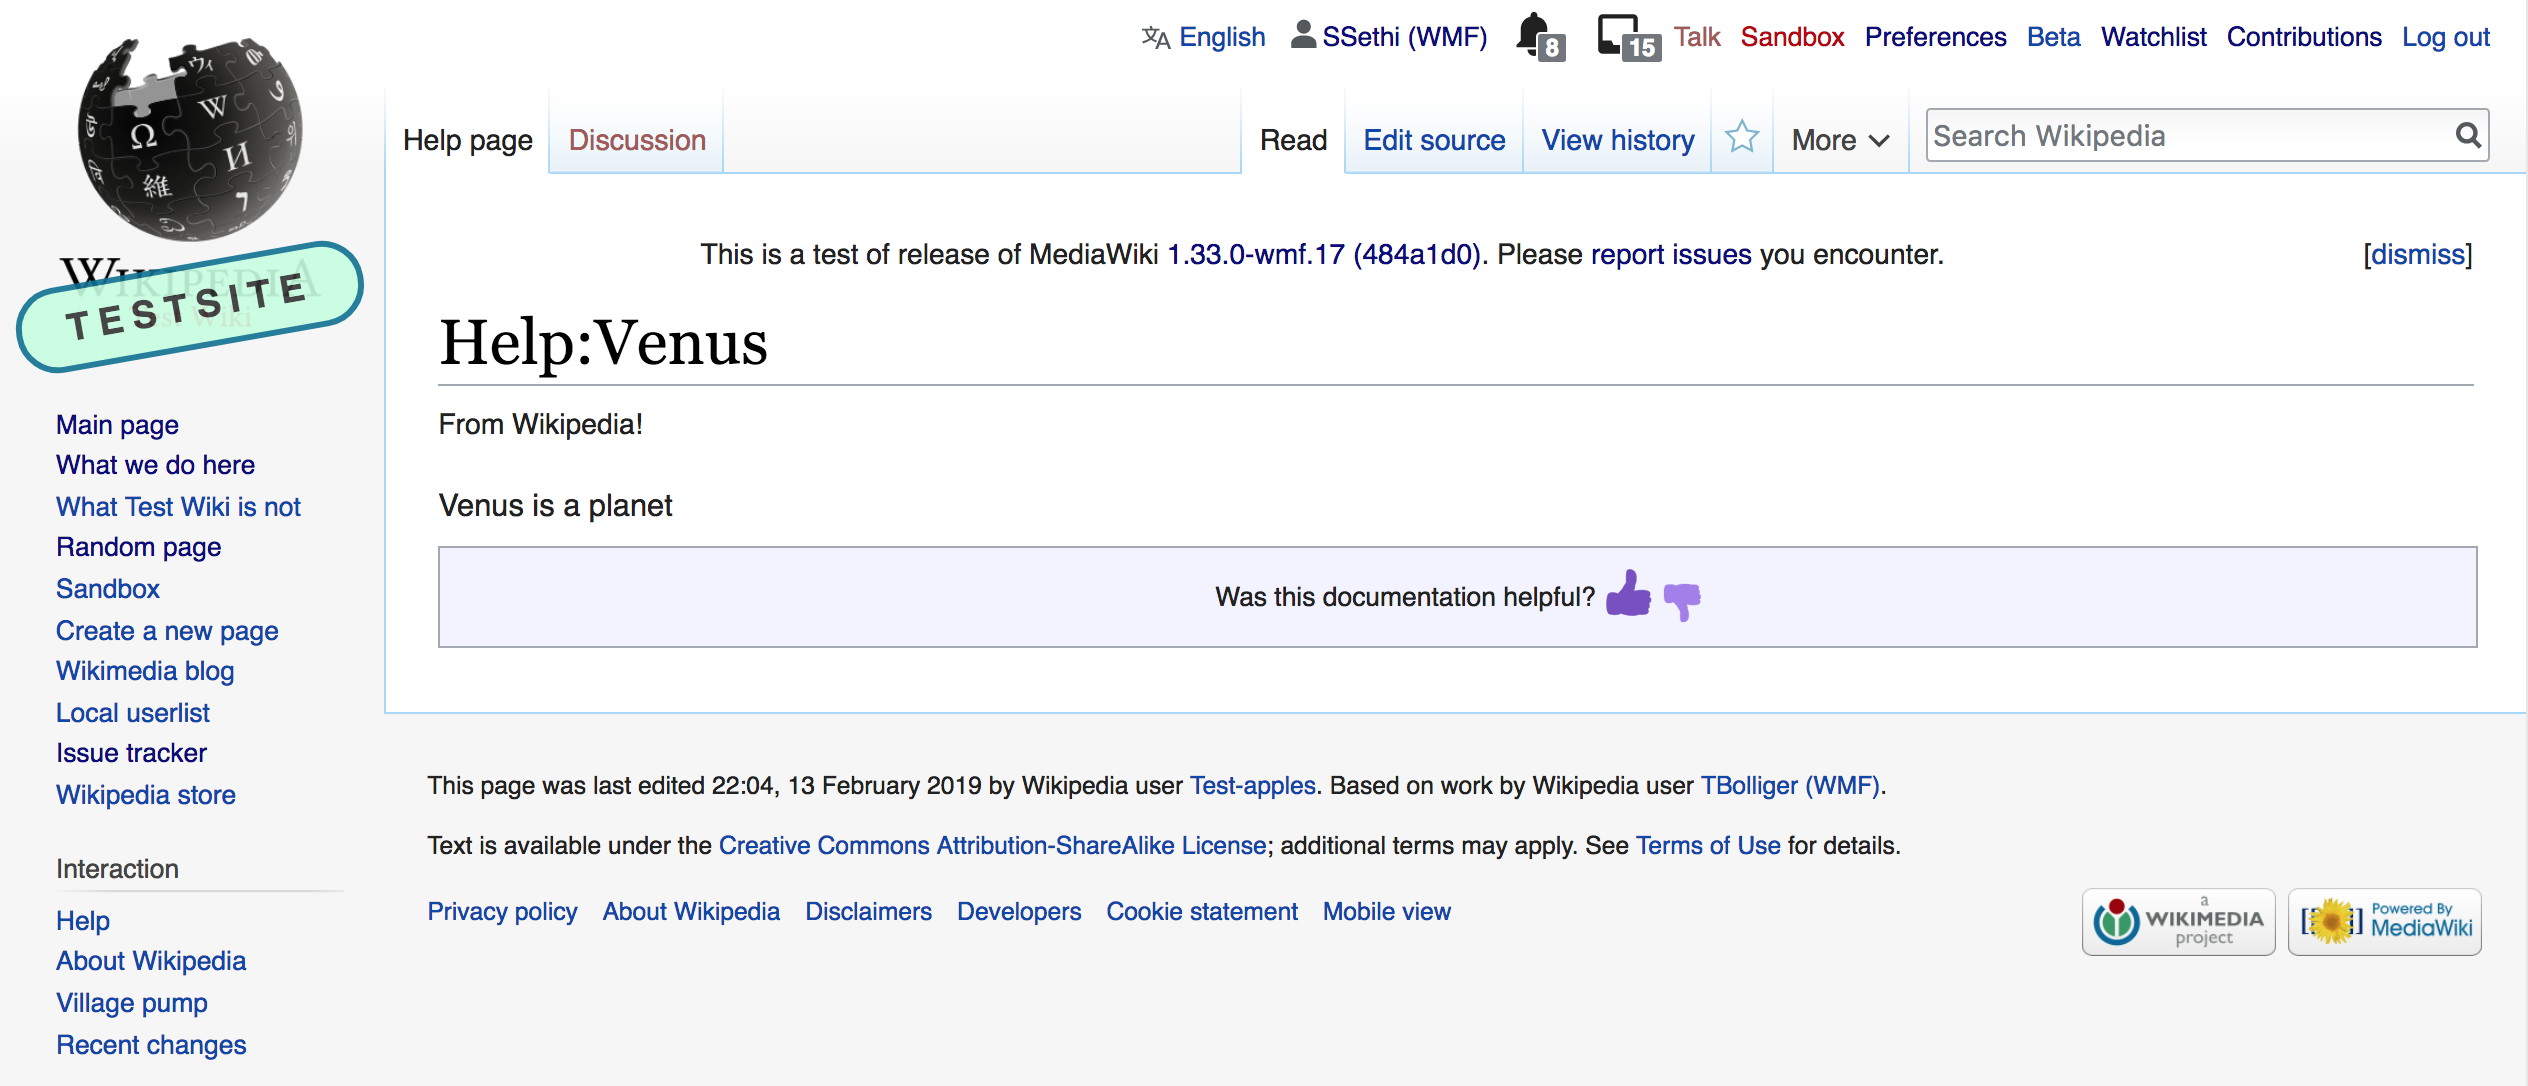 English SSethi (WMF) 8 15 Talk Sandbox Preferences Beta Watchlist Contributions Log out
Help page Discussion Read Edit source View history More Search Wikipedia
Ω W И 維 ウィ
WIKIPEDIA
TESTSITE
This is a test of release of MediaWiki 1.33.0-wmf.17 (484a1d0). Please report issues you encounter. [dismiss]
Help:Venus
From Wikipedia!
Venus is a planet
Was this documentation helpful?
Main page
What we do here
What Test Wiki is not
Random page
Sandbox
Create a new page
Wikimedia blog
Local userlist
Issue tracker
Wikipedia store
Interaction
Help
About Wikipedia
Village pump
Recent changes
This page was last edited 22:04, 13 February 2019 by Wikipedia user Test-apples. Based on work by Wikipedia user TBolliger (WMF).
Text is available under the Creative Commons Attribution-ShareAlike License; additional terms may apply. See Terms of Use for details.
Privacy policy About Wikipedia Disclaimers Developers Cookie statement Mobile view
a
WIKIMEDIA
project
Powered By
MediaWiki